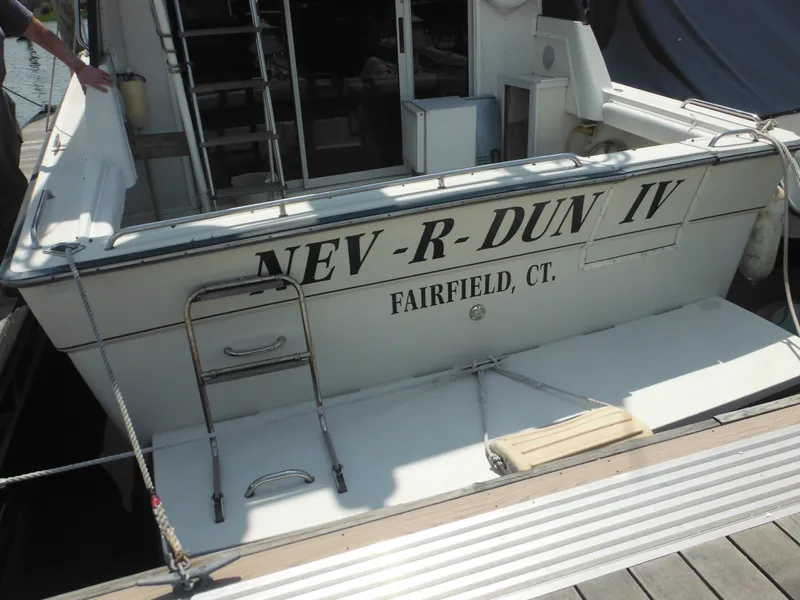 NEV-R-DUN IV
FAIRFIELD, CT.